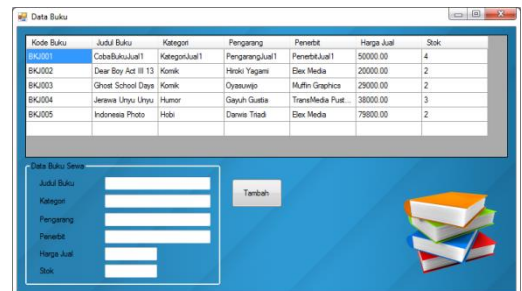 Data Buku
Kode Buku Judul Buku Kategori Pengarang Penerbit Harga Jual Stok
BKJ001 CobaBukuJual1 KategoriJual1 PengarangJual1 PenerbitJual1 50000.00 4
BKJ002 Dear Boy Act III 13 Komik Hiroki Yagami Elex Media 20000.00 2
BKJ003 Ghost School Days Komik Oyasuwijo Muffin Graphics 29000.00 2
BKJ004 Jerawa Unyu Unyu Humor Gayuh Gustia TransMedia Pust... 38000.00 3
BKJ005 Indonesia Photo Hobi Darwis Triadi Elex Media 79800.00 2
Data Buku Sewa
Judul Buku
Kategori
Tambah
Pengarang
Penerbit
Harga Jual
Stok